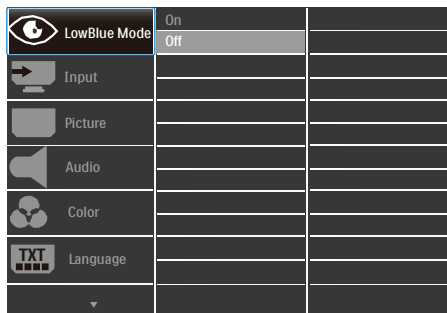 LowBlue Mode
On
Off
Input
Picture
Audio
Color
TXT
Language